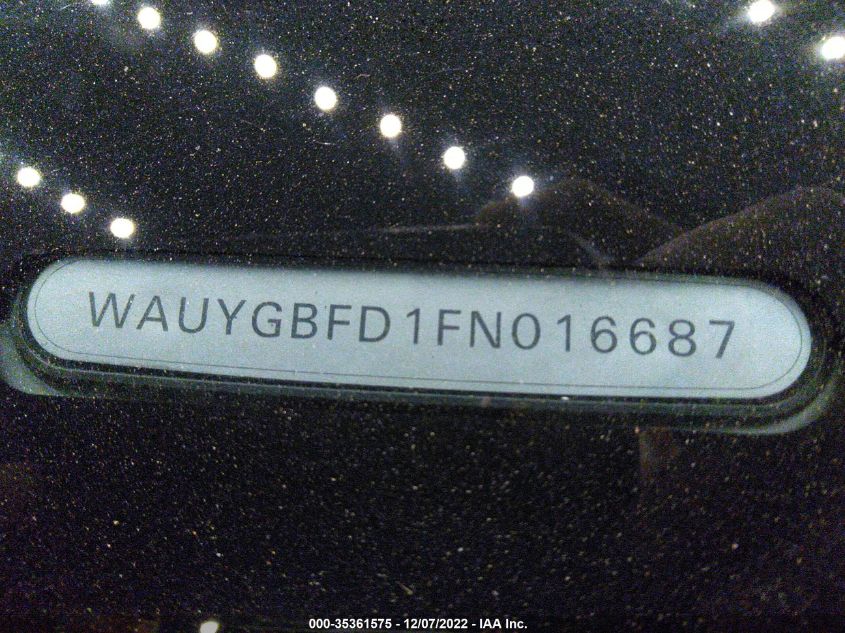 WAUYGBFD1FN016687
000-35361575 - 12/07/2022 - IAA Inc.